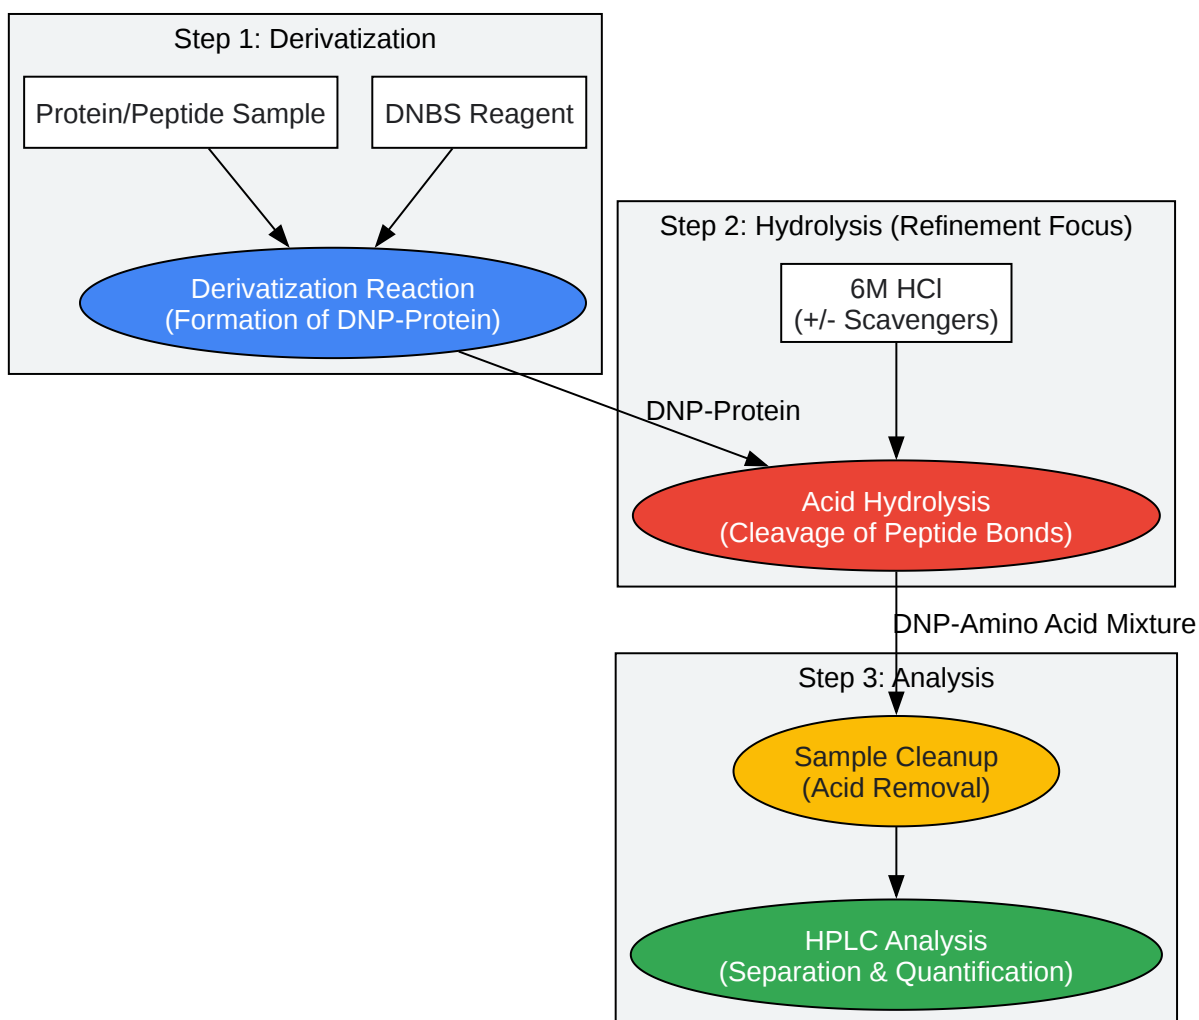 Step 1: Derivatization
Protein/Peptide Sample
DNBS Reagent
Derivatization Reaction
(Formation of DNP-Protein)
Step 2: Hydrolysis (Refinement Focus)
6M HCl
(+/- Scavengers)
DNP-Protein
Acid Hydrolysis
(Cleavage of Peptide Bonds)
DNP-Amino Acid Mixture
Step 3: Analysis
Sample Cleanup
(Acid Removal)
HPLC Analysis
(Separation & Quantification)